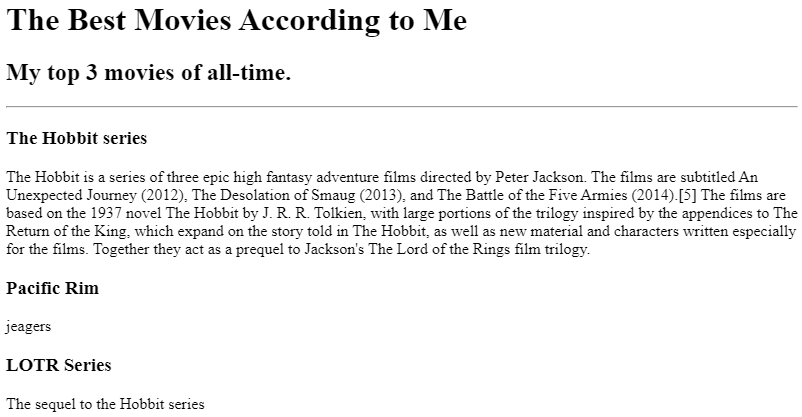 The Best Movies According to Me
My top 3 movies of all-time.
The Hobbit series
The Hobbit is a series of three epic high fantasy adventure films directed by Peter Jackson. The films are subtitled An
Unexpected Journey (2012), The Desolation of Smaug (2013), and The Battle of the Five Armies (2014).[5] The films are
based on the 1937 novel The Hobbit by J. R. R. Tolkien, with large portions of the trilogy inspired by the appendices to The
Return of the King, which expand on the story told in The Hobbit, as well as new material and characters written especially
for the films. Together they act as a prequel to Jackson's The Lord of the Rings film trilogy.
Pacific Rim
jeagers
LOTR Series
The sequel to the Hobbit series